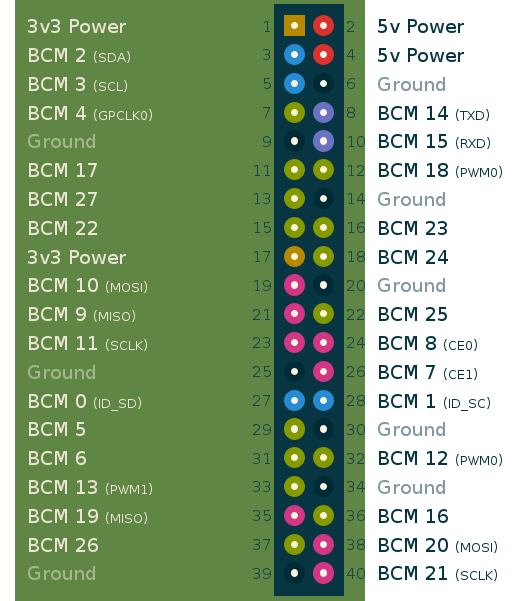 3v3 Power 1 2 5v Power
BCM 2 (SDA) 3 4 5v Power
BCM 3 (SCL) 5 6 Ground
BCM 4 (GPCLK0) 7 8 BCM 14 (TXD)
Ground 9 10 BCM 15 (RXD)
BCM 17 11 12 BCM 18 (PWM0)
BCM 27 13 14 Ground
BCM 22 15 16 BCM 23
3v3 Power 17 18 BCM 24
BCM 10 (MOSI) 19 20 Ground
BCM 9 (MISO) 21 22 BCM 25
BCM 11 (SCLK) 23 24 BCM 8 (CE0)
Ground 25 26 BCM 7 (CE1)
BCM 0 (ID_SD) 27 28 BCM 1 (ID_SC)
BCM 5 29 30 Ground
BCM 6 31 32 BCM 12 (PWM0)
BCM 13 (PWM1) 33 34 Ground
BCM 19 (MISO) 35 36 BCM 16
BCM 26 37 38 BCM 20 (MOSI)
Ground 39 40 BCM 21 (SCLK)